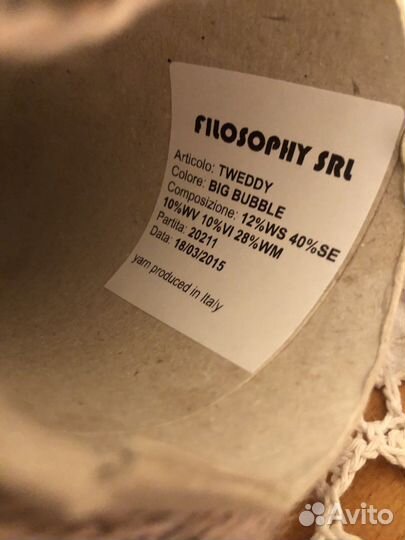 FILOSOPHY SRL
Articolo: TWEDDY
Colore: BIG BUBBLE
Composizione: 12%WS 40%SE
10%WV 10%VI 28%WM
Partita: 20211
Data: 18/03/2015
yarn produced in Italy
Avito